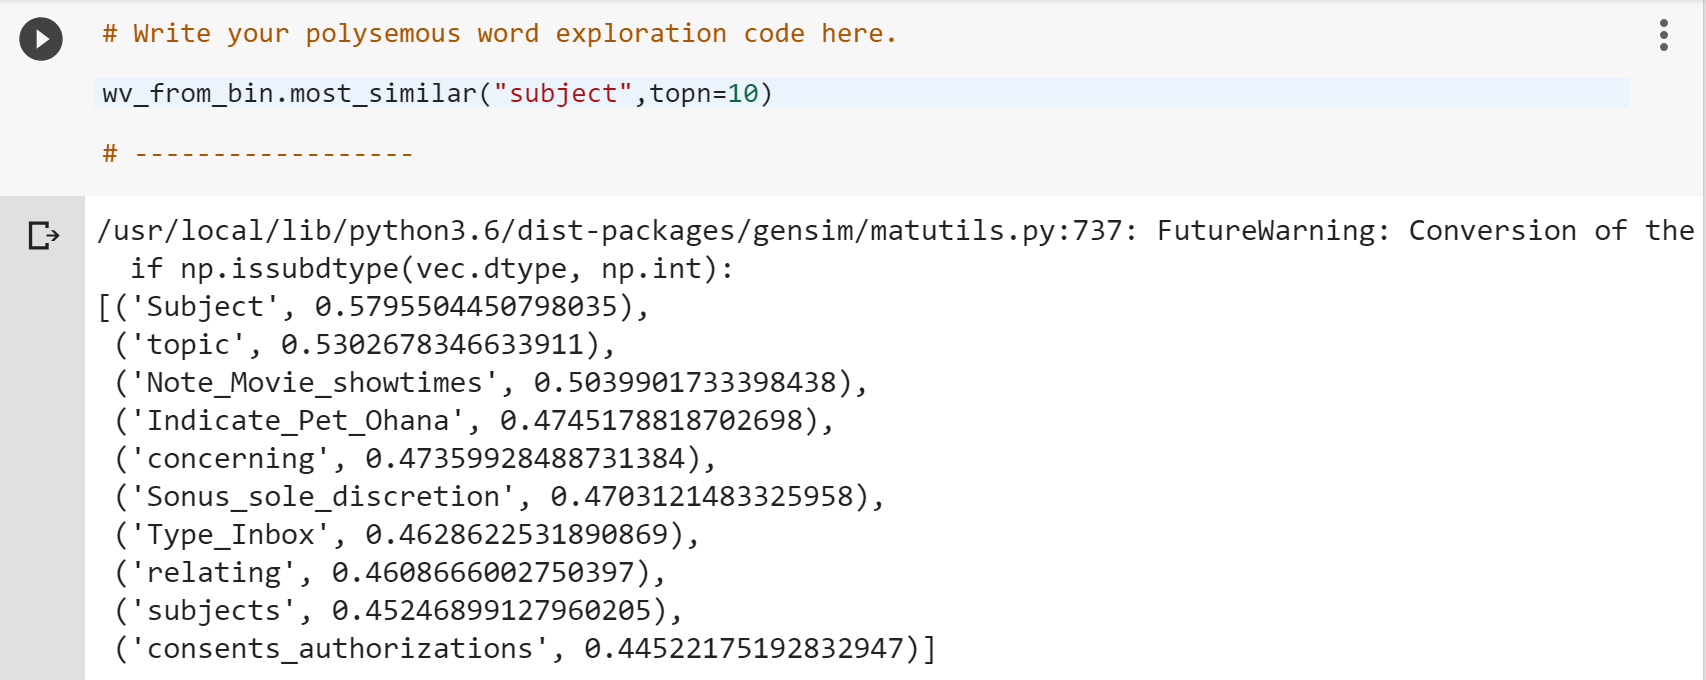 # Write your polysemous word exploration code here.
wv_from_bin.most_similar("subject",topn=10)
# ------------------
/usr/local/lib/python3.6/dist-packages/gensim/matutils.py:737: FutureWarning: Conversion of the
  if np.issubdtype(vec.dtype, np.int):
[('Subject', 0.5795504450798035),
 ('topic', 0.5302678346633911),
 ('Note_Movie_showtimes', 0.5039901733398438),
 ('Indicate_Pet_Ohana', 0.4745178818702698),
 ('concerning', 0.47359928488731384),
 ('Sonus_sole_discretion', 0.4703121483325958),
 ('Type_Inbox', 0.4628622531890869),
 ('relating', 0.4608666002750397),
 ('subjects', 0.45246899127960205),
 ('consents_authorizations', 0.44522175192832947)]